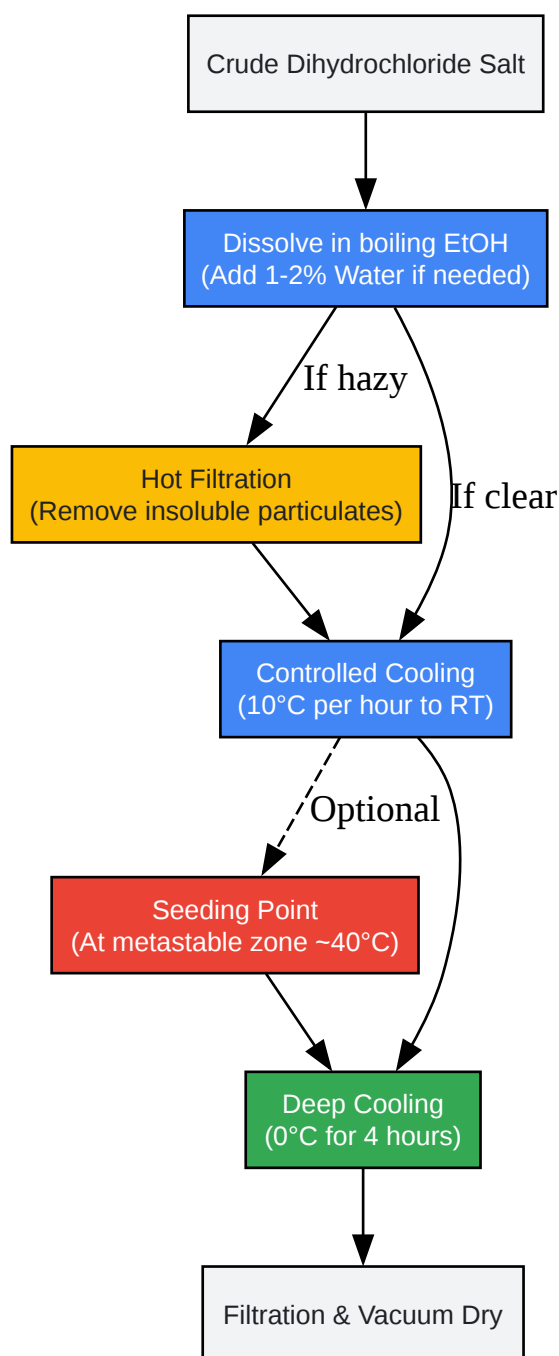 Crude Dihydrochloride Salt
Dissolve in boiling EtOH
(Add 1-2% Water if needed)
If hazy
Hot Filtration
(Remove insoluble particulates)
If clear
Controlled Cooling
(10°C per hour to RT)
Optional
Seeding Point
(At metastable zone ~40°C)
Deep Cooling
(0°C for 4 hours)
Filtration & Vacuum Dry